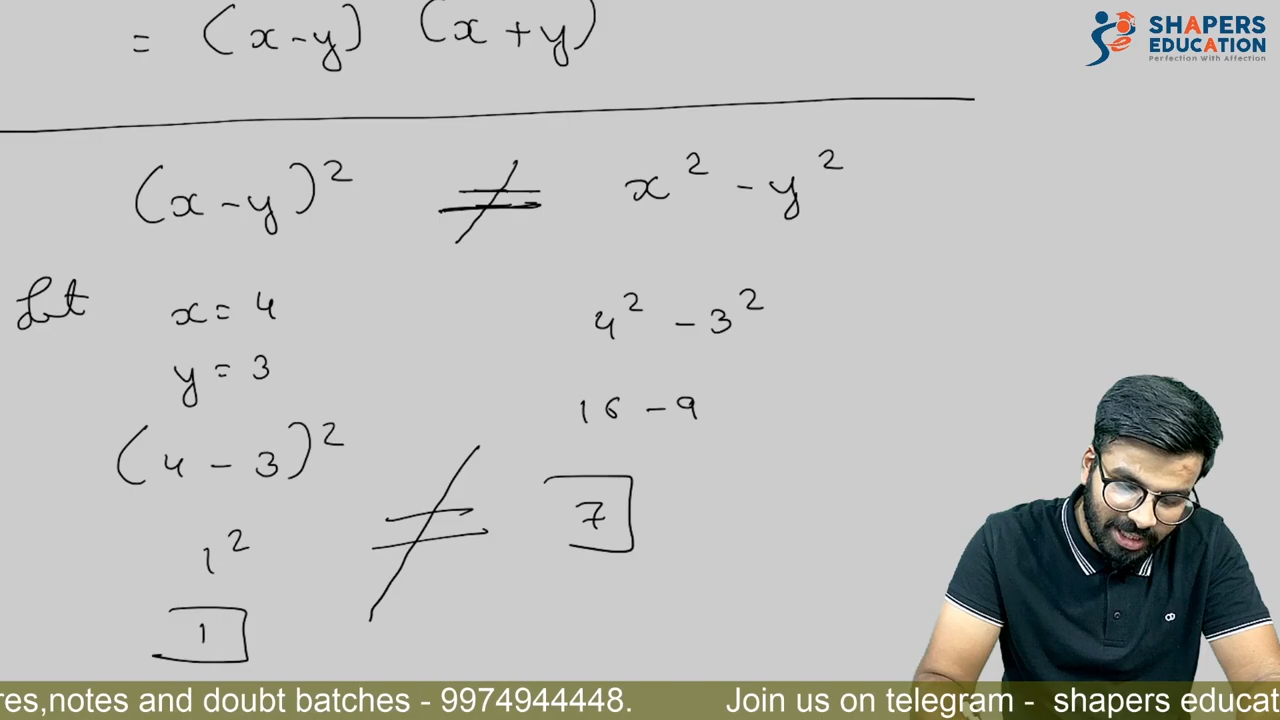 = (x-y) (x+y)
SHAPERS
EDUCATION
Perfection With Affection
(x-y)² ≠ x² - y²
Let x = 4
y = 3
4² - 3²
16 - 9
(4 - 3)² ≠ 7
1²
1
res,notes and doubt batches - 9974944448. Join us on telegram - shapers educat